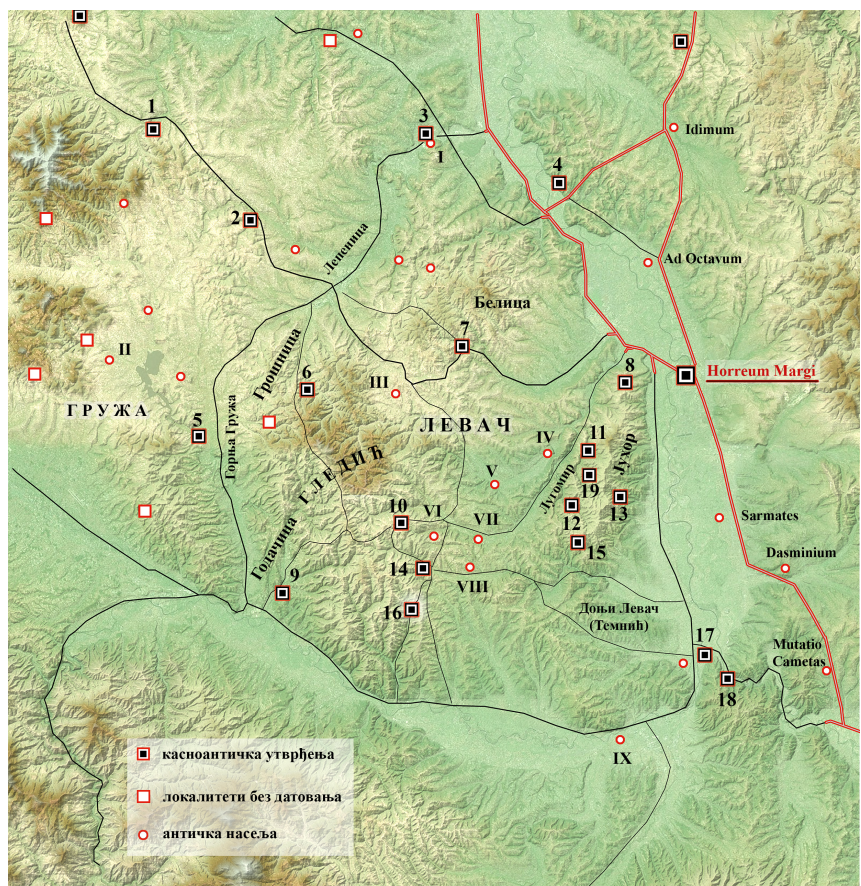 1
3
I
Idimum
4
2
Лепеница
Ad Octavum
Белица
7
II
Грошница
6
III
8
Horreum Margi
ГРУЖА
5
Горња Гружа
ЛЕВАЧ
ГЛЕДИЋ
IV
11
Јухор
V
Лугомир
19
13
10
VI
VII
12
Sarmates
15
Годачица
9
14
VIII
Dasminium
16
Доњи Левач
(Темнић)
17
Mutatio
Cametas
18
IX
касноантичка утврђења
локалитети без датовања
античка насеља